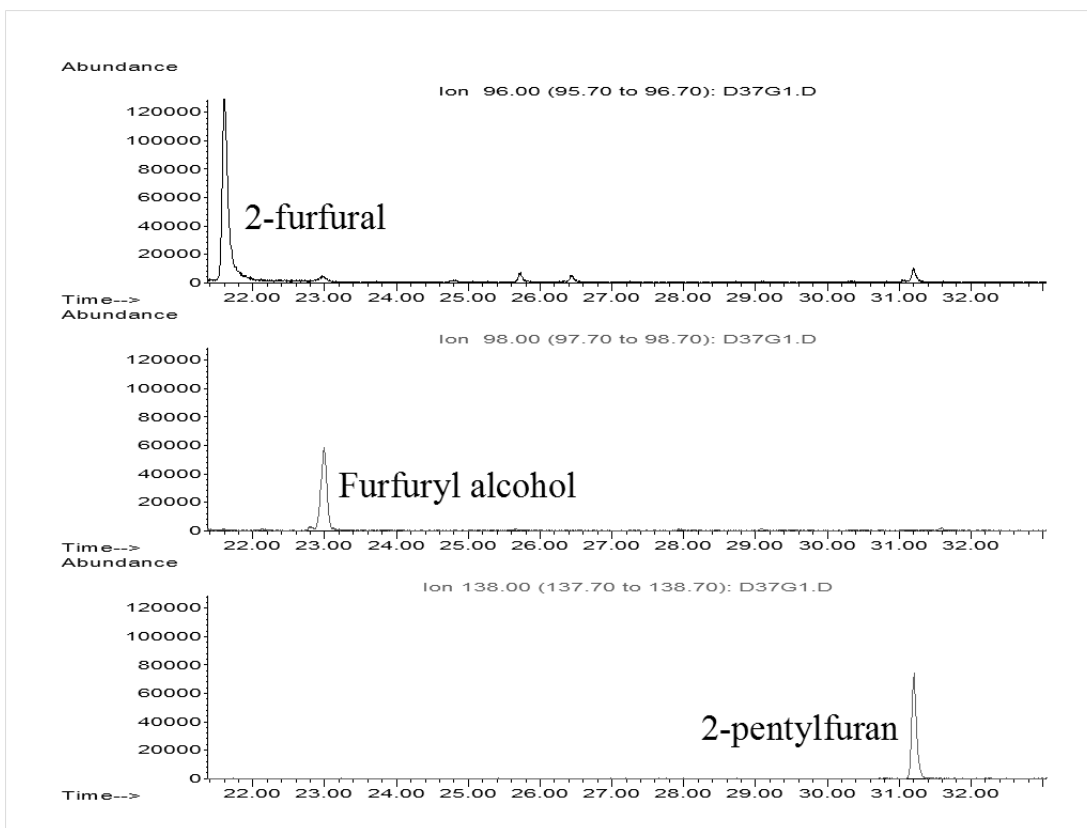 Abundance
Ion 96.00 (95.70 to 96.70): D37G1.D
120000
100000
80000
60000
40000
20000
0
2-furfural
Time-->
22.00 23.00 24.00 25.00 26.00 27.00 28.00 29.00 30.00 31.00 32.00
Abundance
Ion 98.00 (97.70 to 98.70): D37G1.D
120000
100000
80000
60000
40000
20000
0
Furfuryl alcohol
Time-->
22.00 23.00 24.00 25.00 26.00 27.00 28.00 29.00 30.00 31.00 32.00
Abundance
Ion 138.00 (137.70 to 138.70): D37G1.D
120000
100000
80000
60000
40000
20000
0
2-pentylfuran
Time-->
22.00 23.00 24.00 25.00 26.00 27.00 28.00 29.00 30.00 31.00 32.00